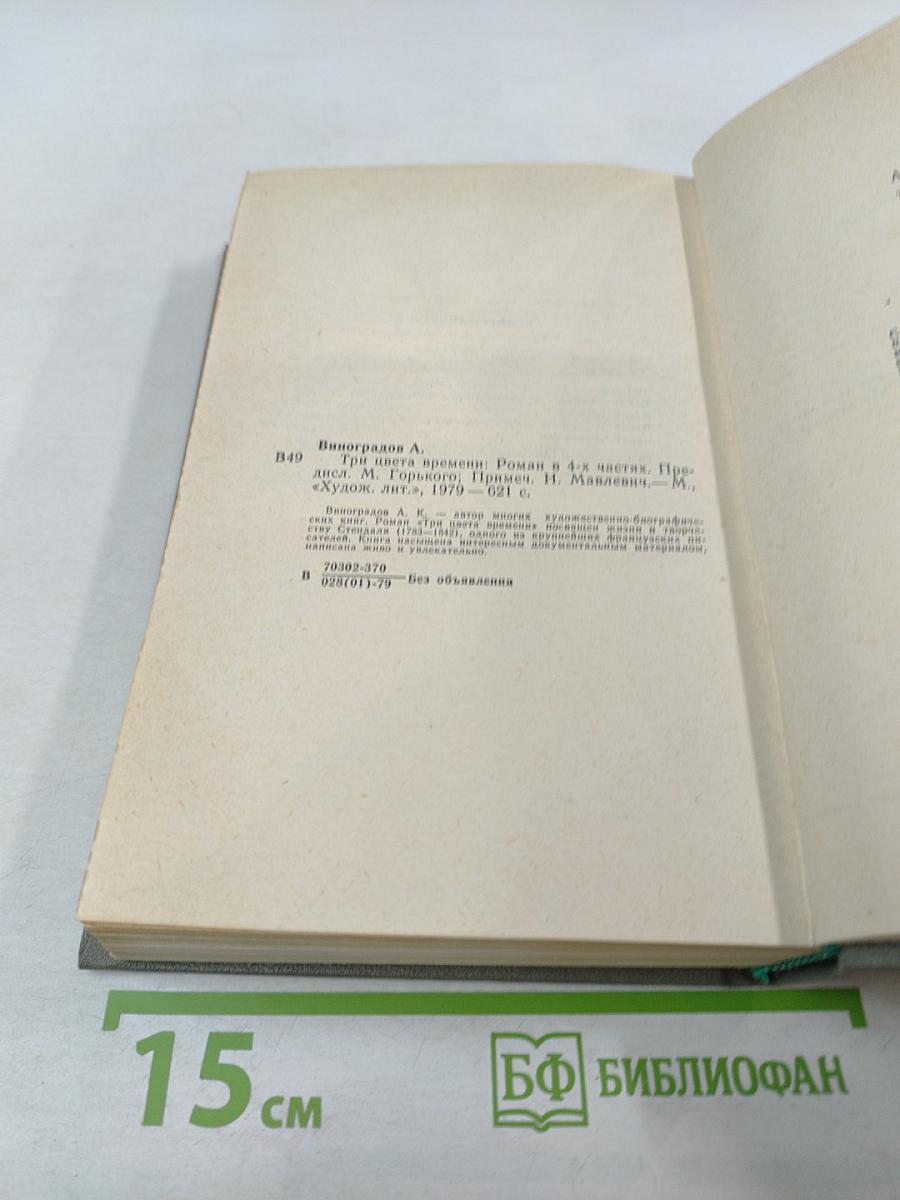 Виноградов А.
В49 Три цвета времени: Роман в 4-х частях. Пре-
дисл. М. Горького; Примеч. Н. Мавлевич.— М.,
«Худож. лит.», 1979 — 621 с.
Виноградов А. К. — автор многих художественно-биографиче-
ских книг. Роман «Три цвета времени» посвящен жизни и творче-
ству Стендаля (1783—1842), одного из крупнейших французских пи-
сателей. Книга насыщена интересным документальным материалом,
написана живо и увлекательно.
В 70302-370
028(01)-79 Без объявления
15 см
БФ БИБЛИОФАН